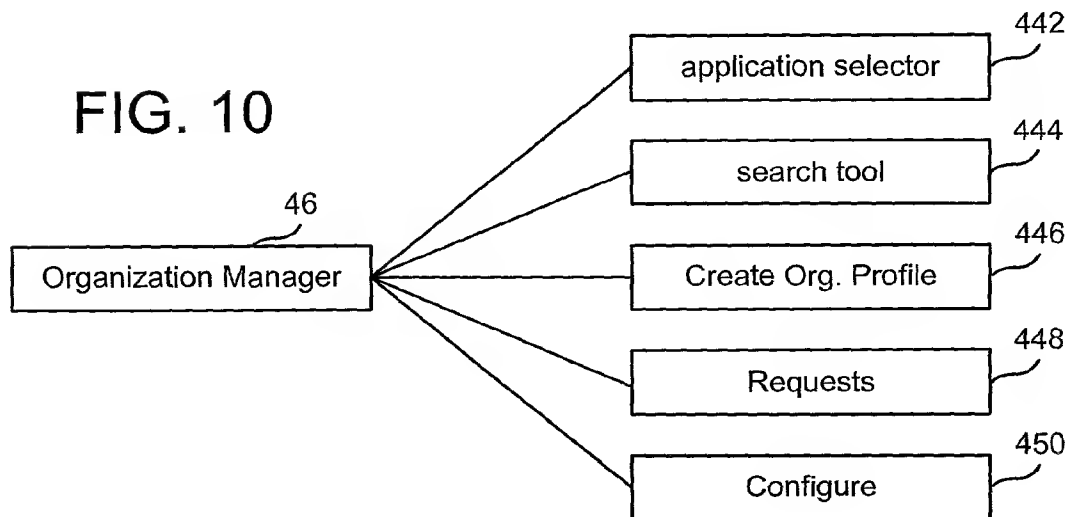 FIG. 10
46
Organization Manager
442
application selector
444
search tool
446
Create Org. Profile
448
Requests
450
Configure